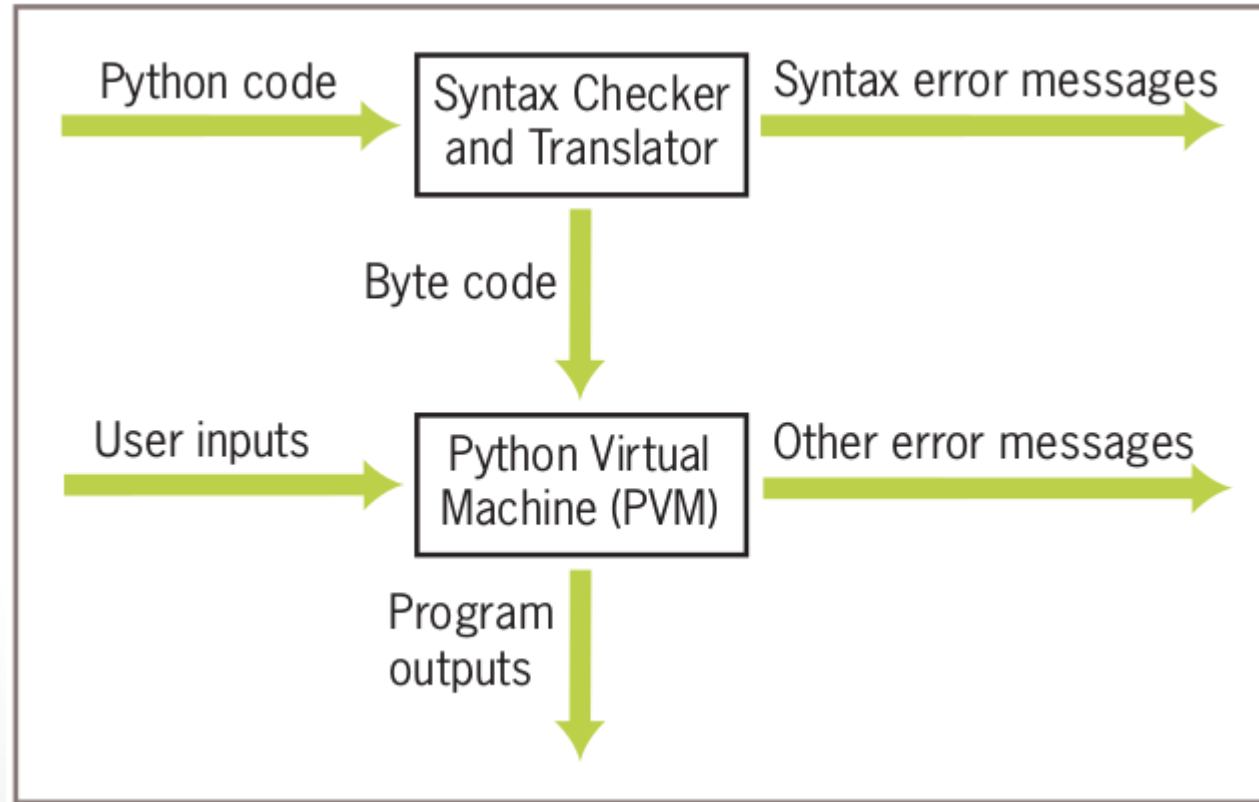 Python code
Syntax Checker
and Translator
Syntax error messages
Byte code
User inputs
Python Virtual
Machine (PVM)
Other error messages
Program
outputs